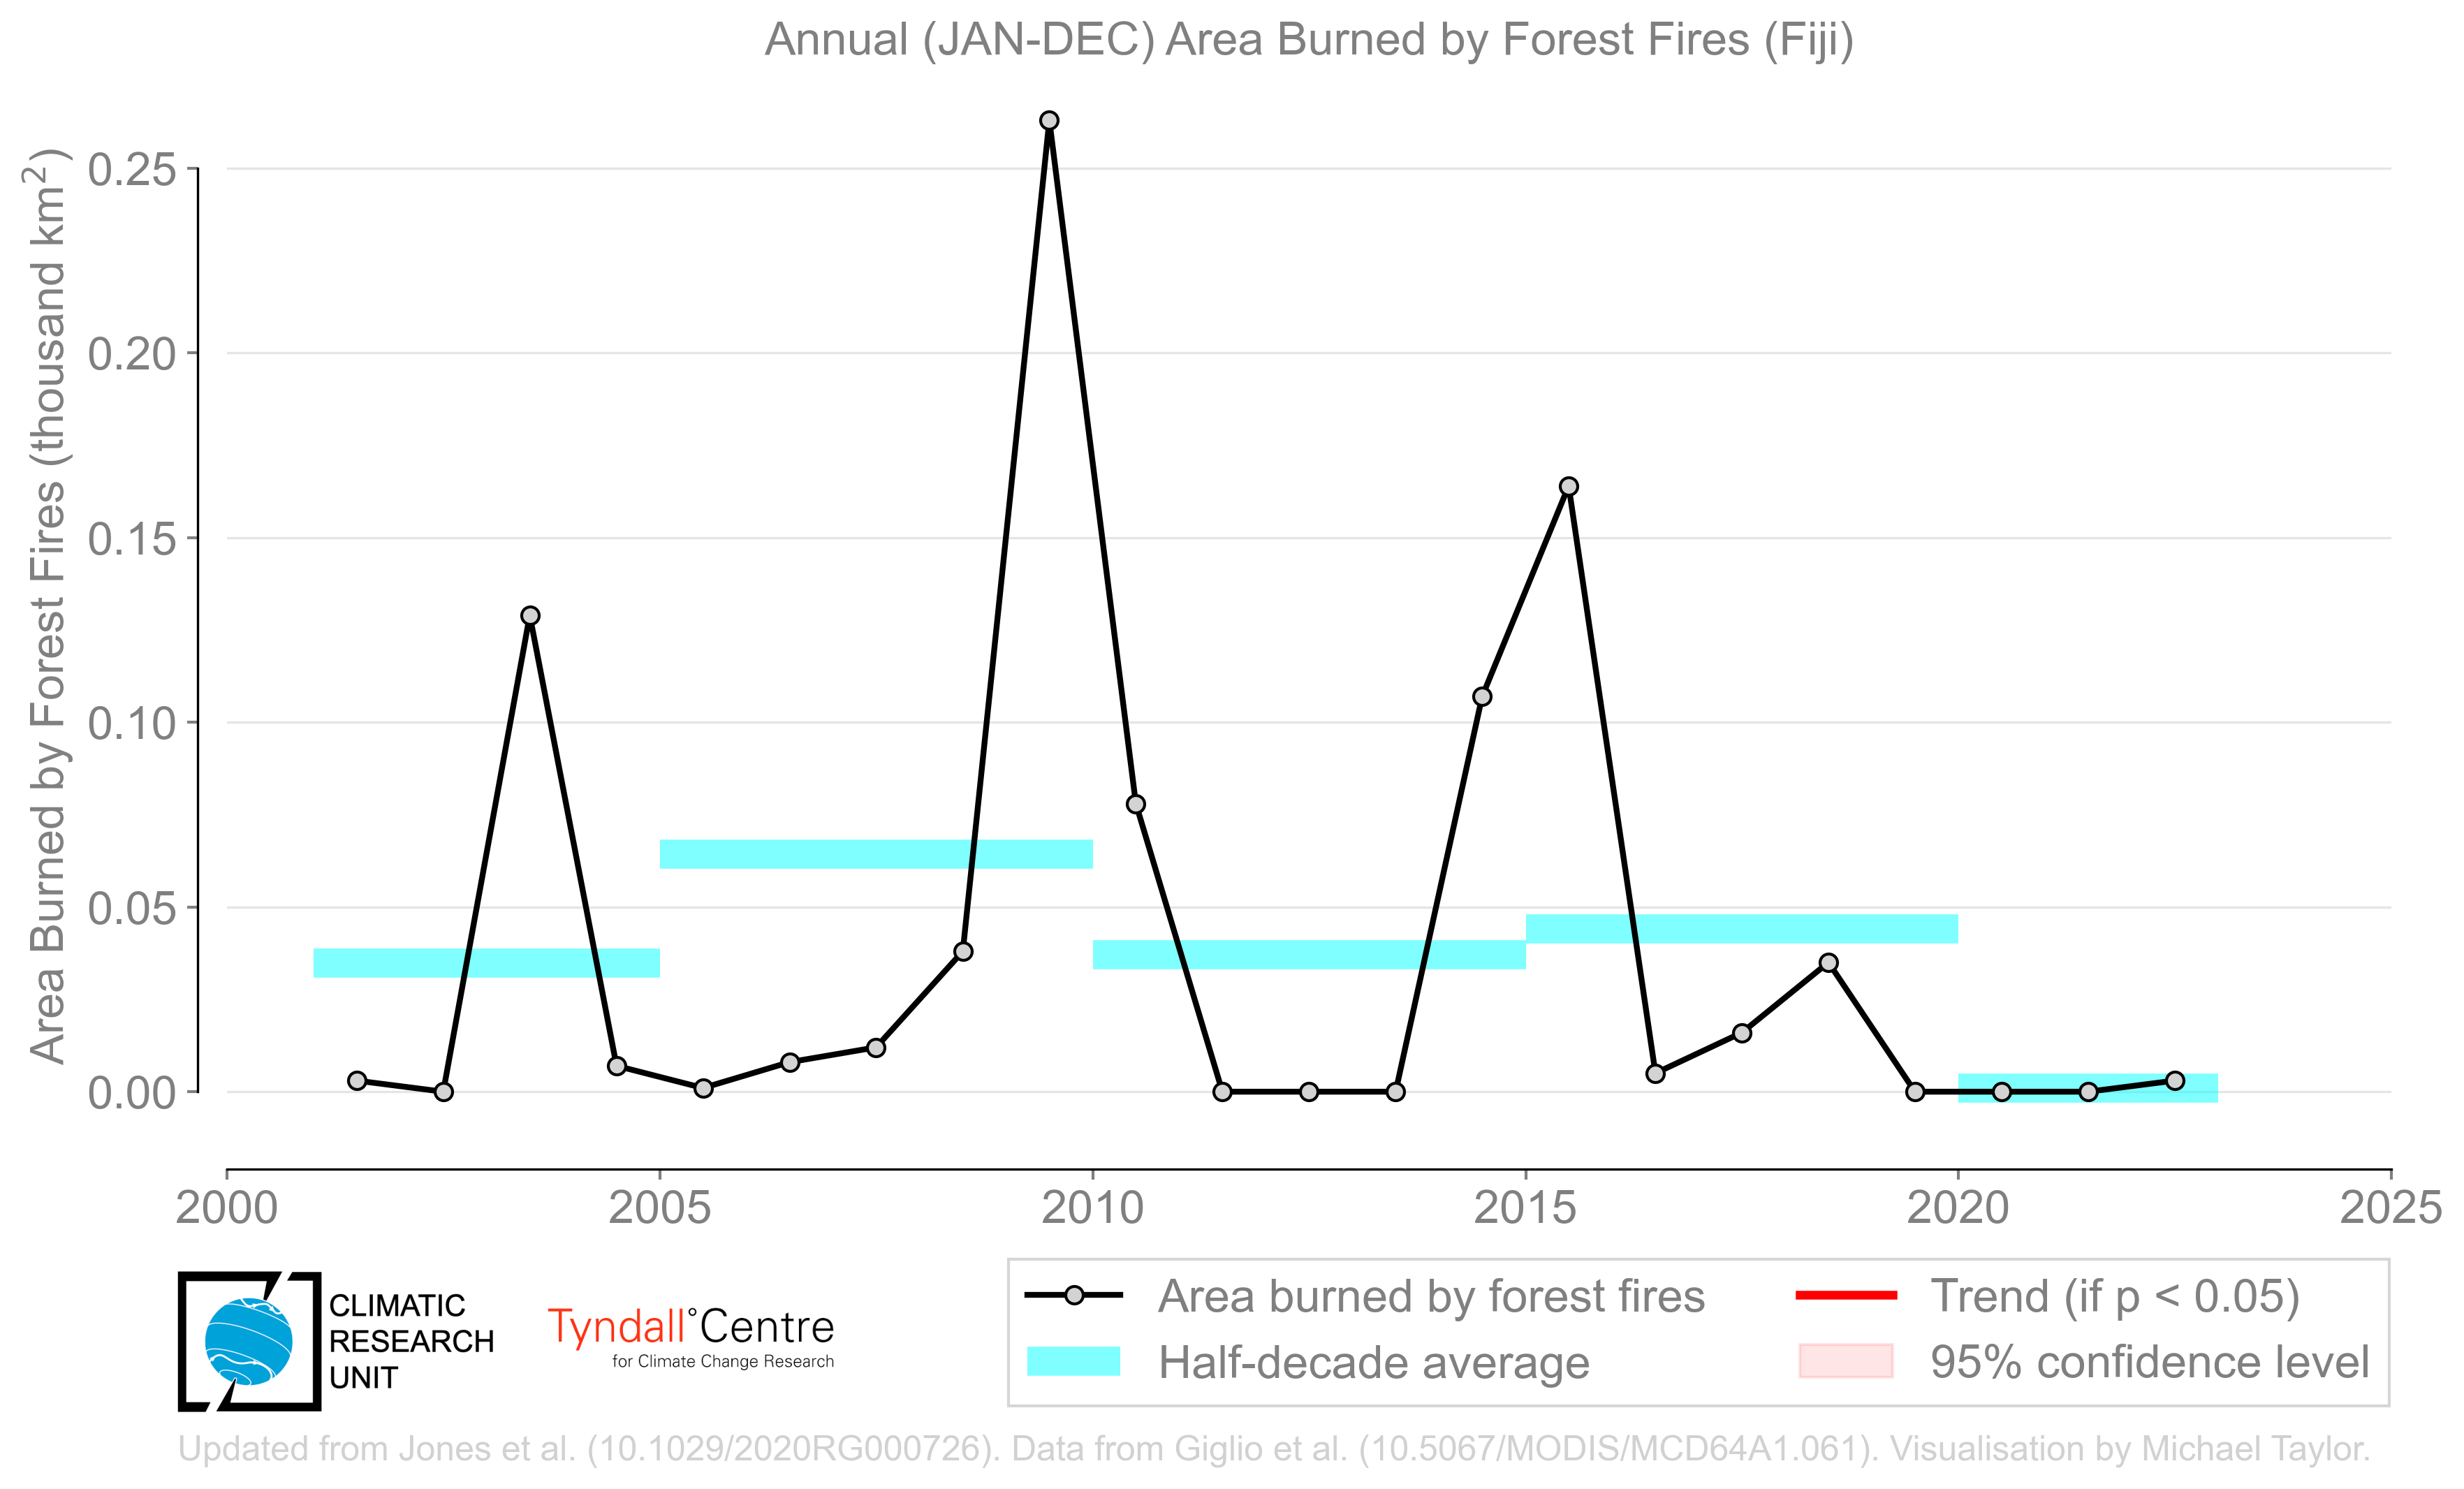 Annual (JAN-DEC) Area Burned by Forest Fires (Fiji)
Area Burned by Forest Fires (thousand km²)
0.25
0.20
0.15
0.10
0.05
0.00
2000 2005 2010 2015 2020 2025
CLIMATIC
RESEARCH
UNIT
Tyndall°Centre
for Climate Change Research
Area burned by forest fires
Half-decade average
Trend (if p < 0.05)
95% confidence level
Updated from Jones et al. (10.1029/2020RG000726). Data from Giglio et al. (10.5067/MODIS/MCD64A1.061). Visualisation by Michael Taylor.